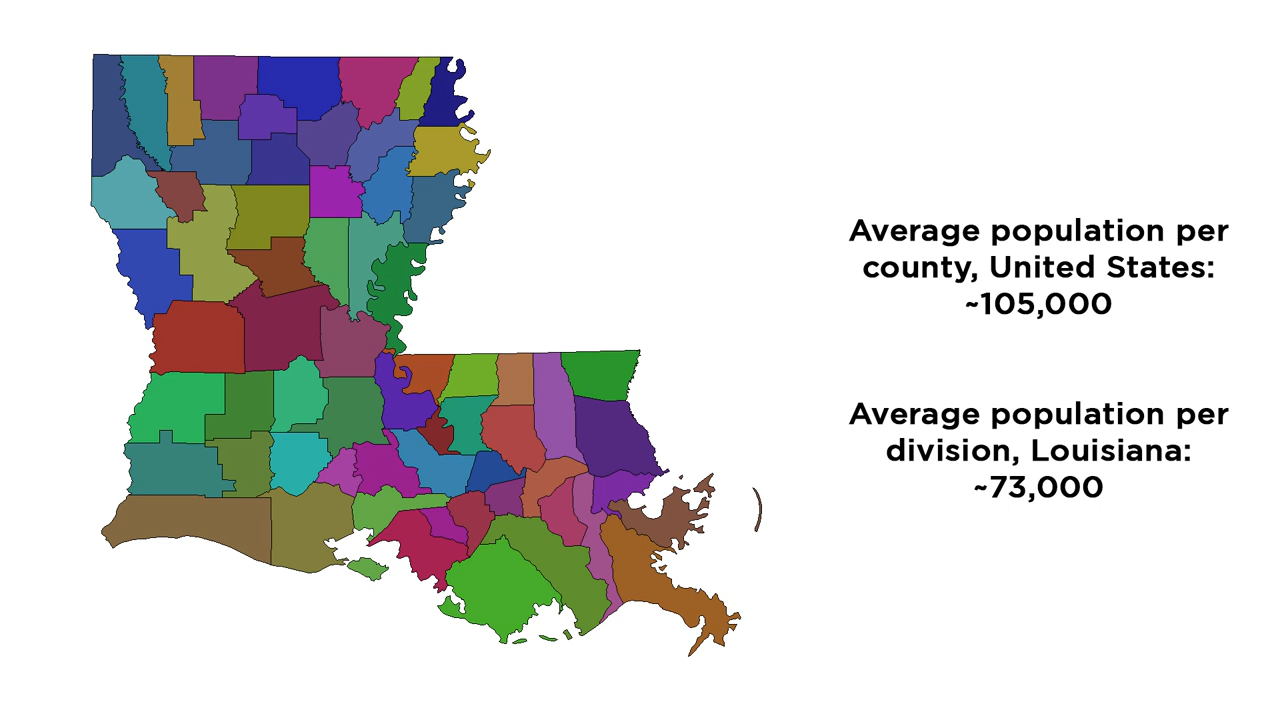 Average population per
county, United States:
~105,000
Average population per
division, Louisiana:
~73,000